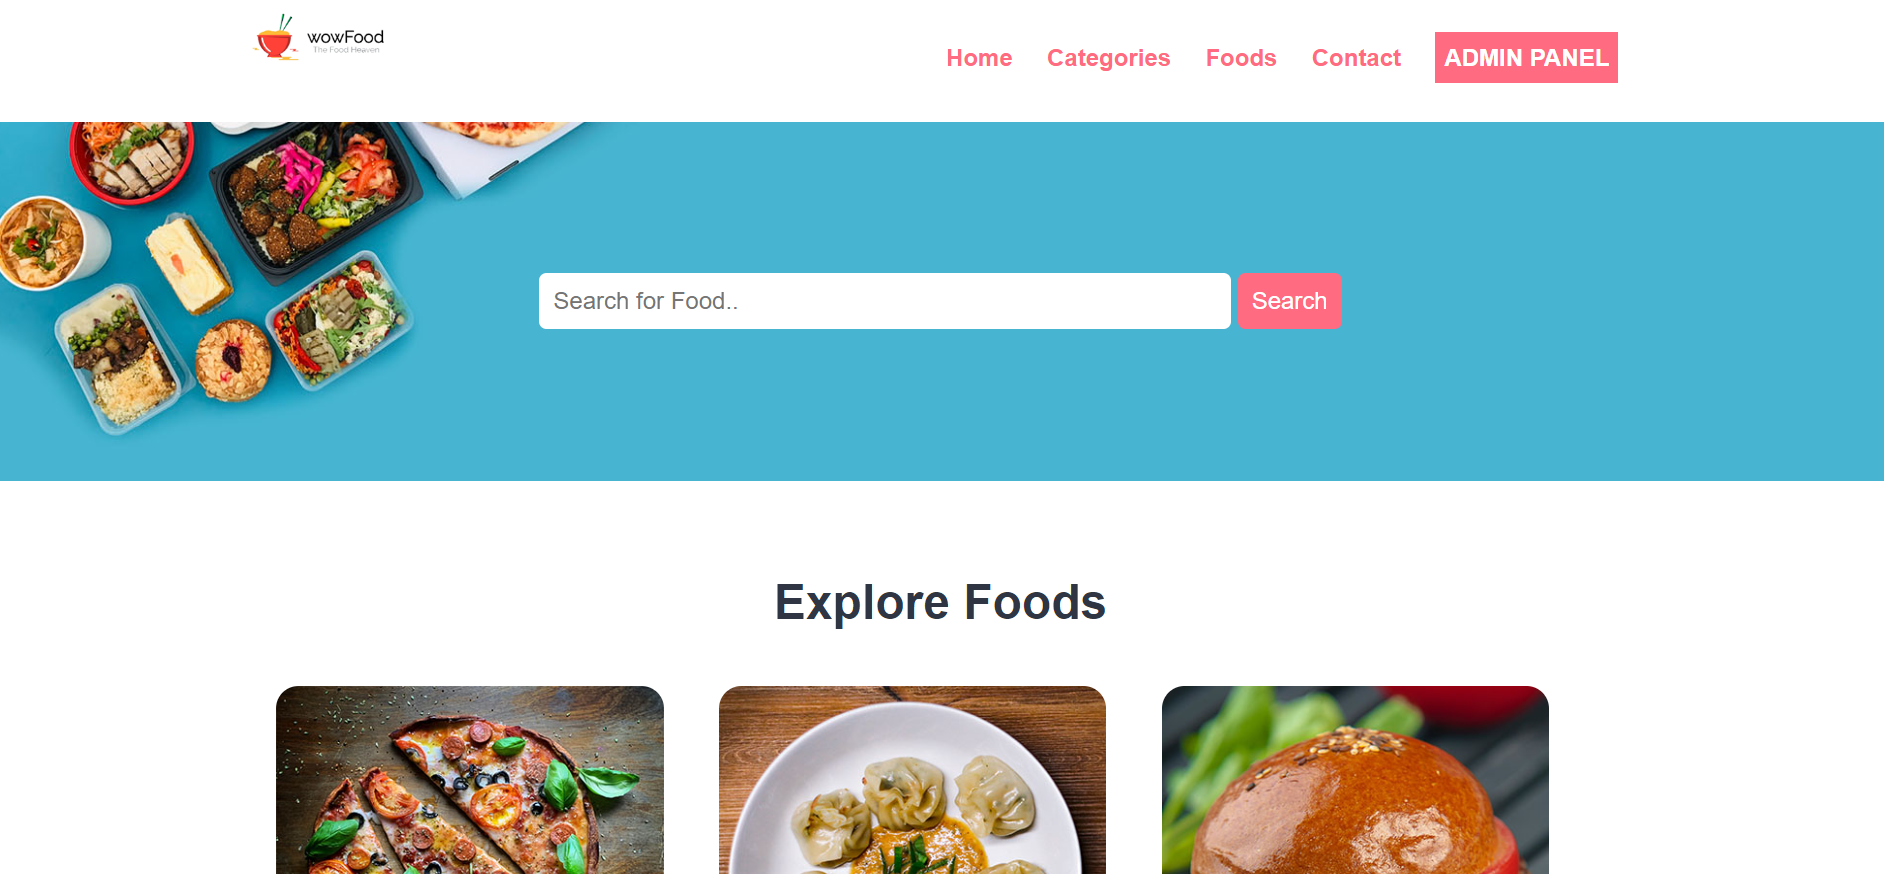 wowFood
The Food Heaven
Home Categories Foods Contact ADMIN PANEL
Search for Food..
Search
Explore Foods